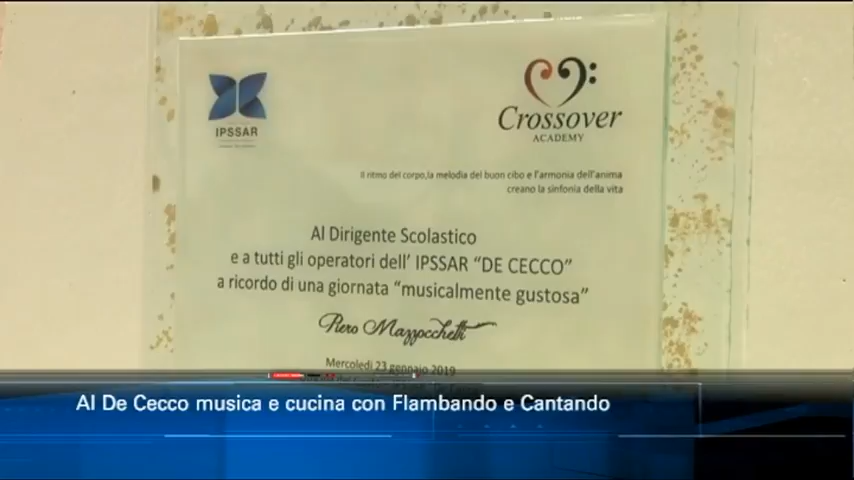 IPSSAR
Crossover
ACADEMY
Il ritmo del corpo,la melodia del buon cibo e l'armonia dell'anima
creano la sinfonia della vita
Al Dirigente Scolastico
e a tutti gli operatori dell' IPSSAR "DE CECCO"
a ricordo di una giornata "musicalmente gustosa"
Piero Mazzocchetti
Mercoledì 23 gennaio 2019
Al De Cecco musica e cucina con Flambando e Cantando